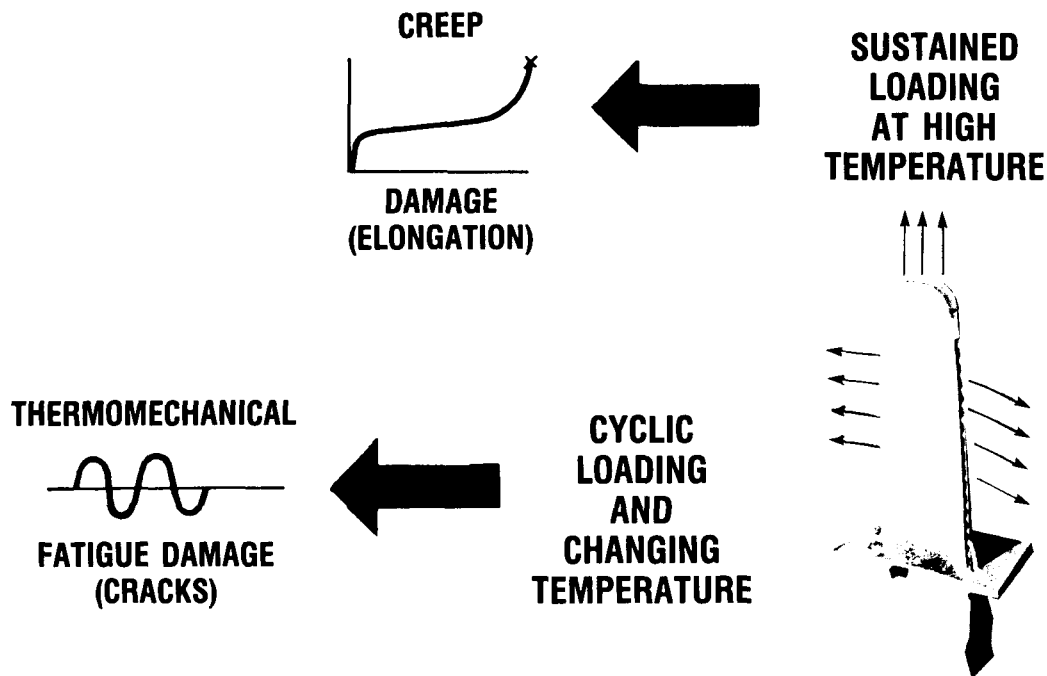 CREEP
DAMAGE
(ELONGATION)
SUSTAINED
LOADING
AT HIGH
TEMPERATURE
THERMOMECHANICAL
FATIGUE DAMAGE
(CRACKS)
CYCLIC
LOADING
AND
CHANGING
TEMPERATURE